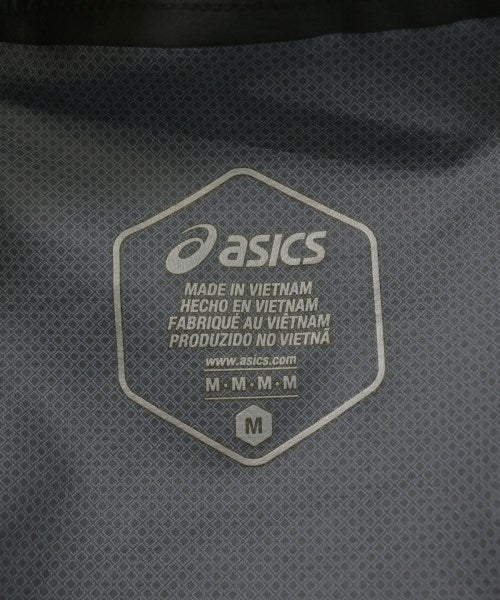 asics
MADE IN VIETNAM
HECHO EN VIETNAM
FABRIQUÉ AU VIÊTNAM
PRODUZIDO NO VIETNÃ
www.asics.com
M · M · M · M
M